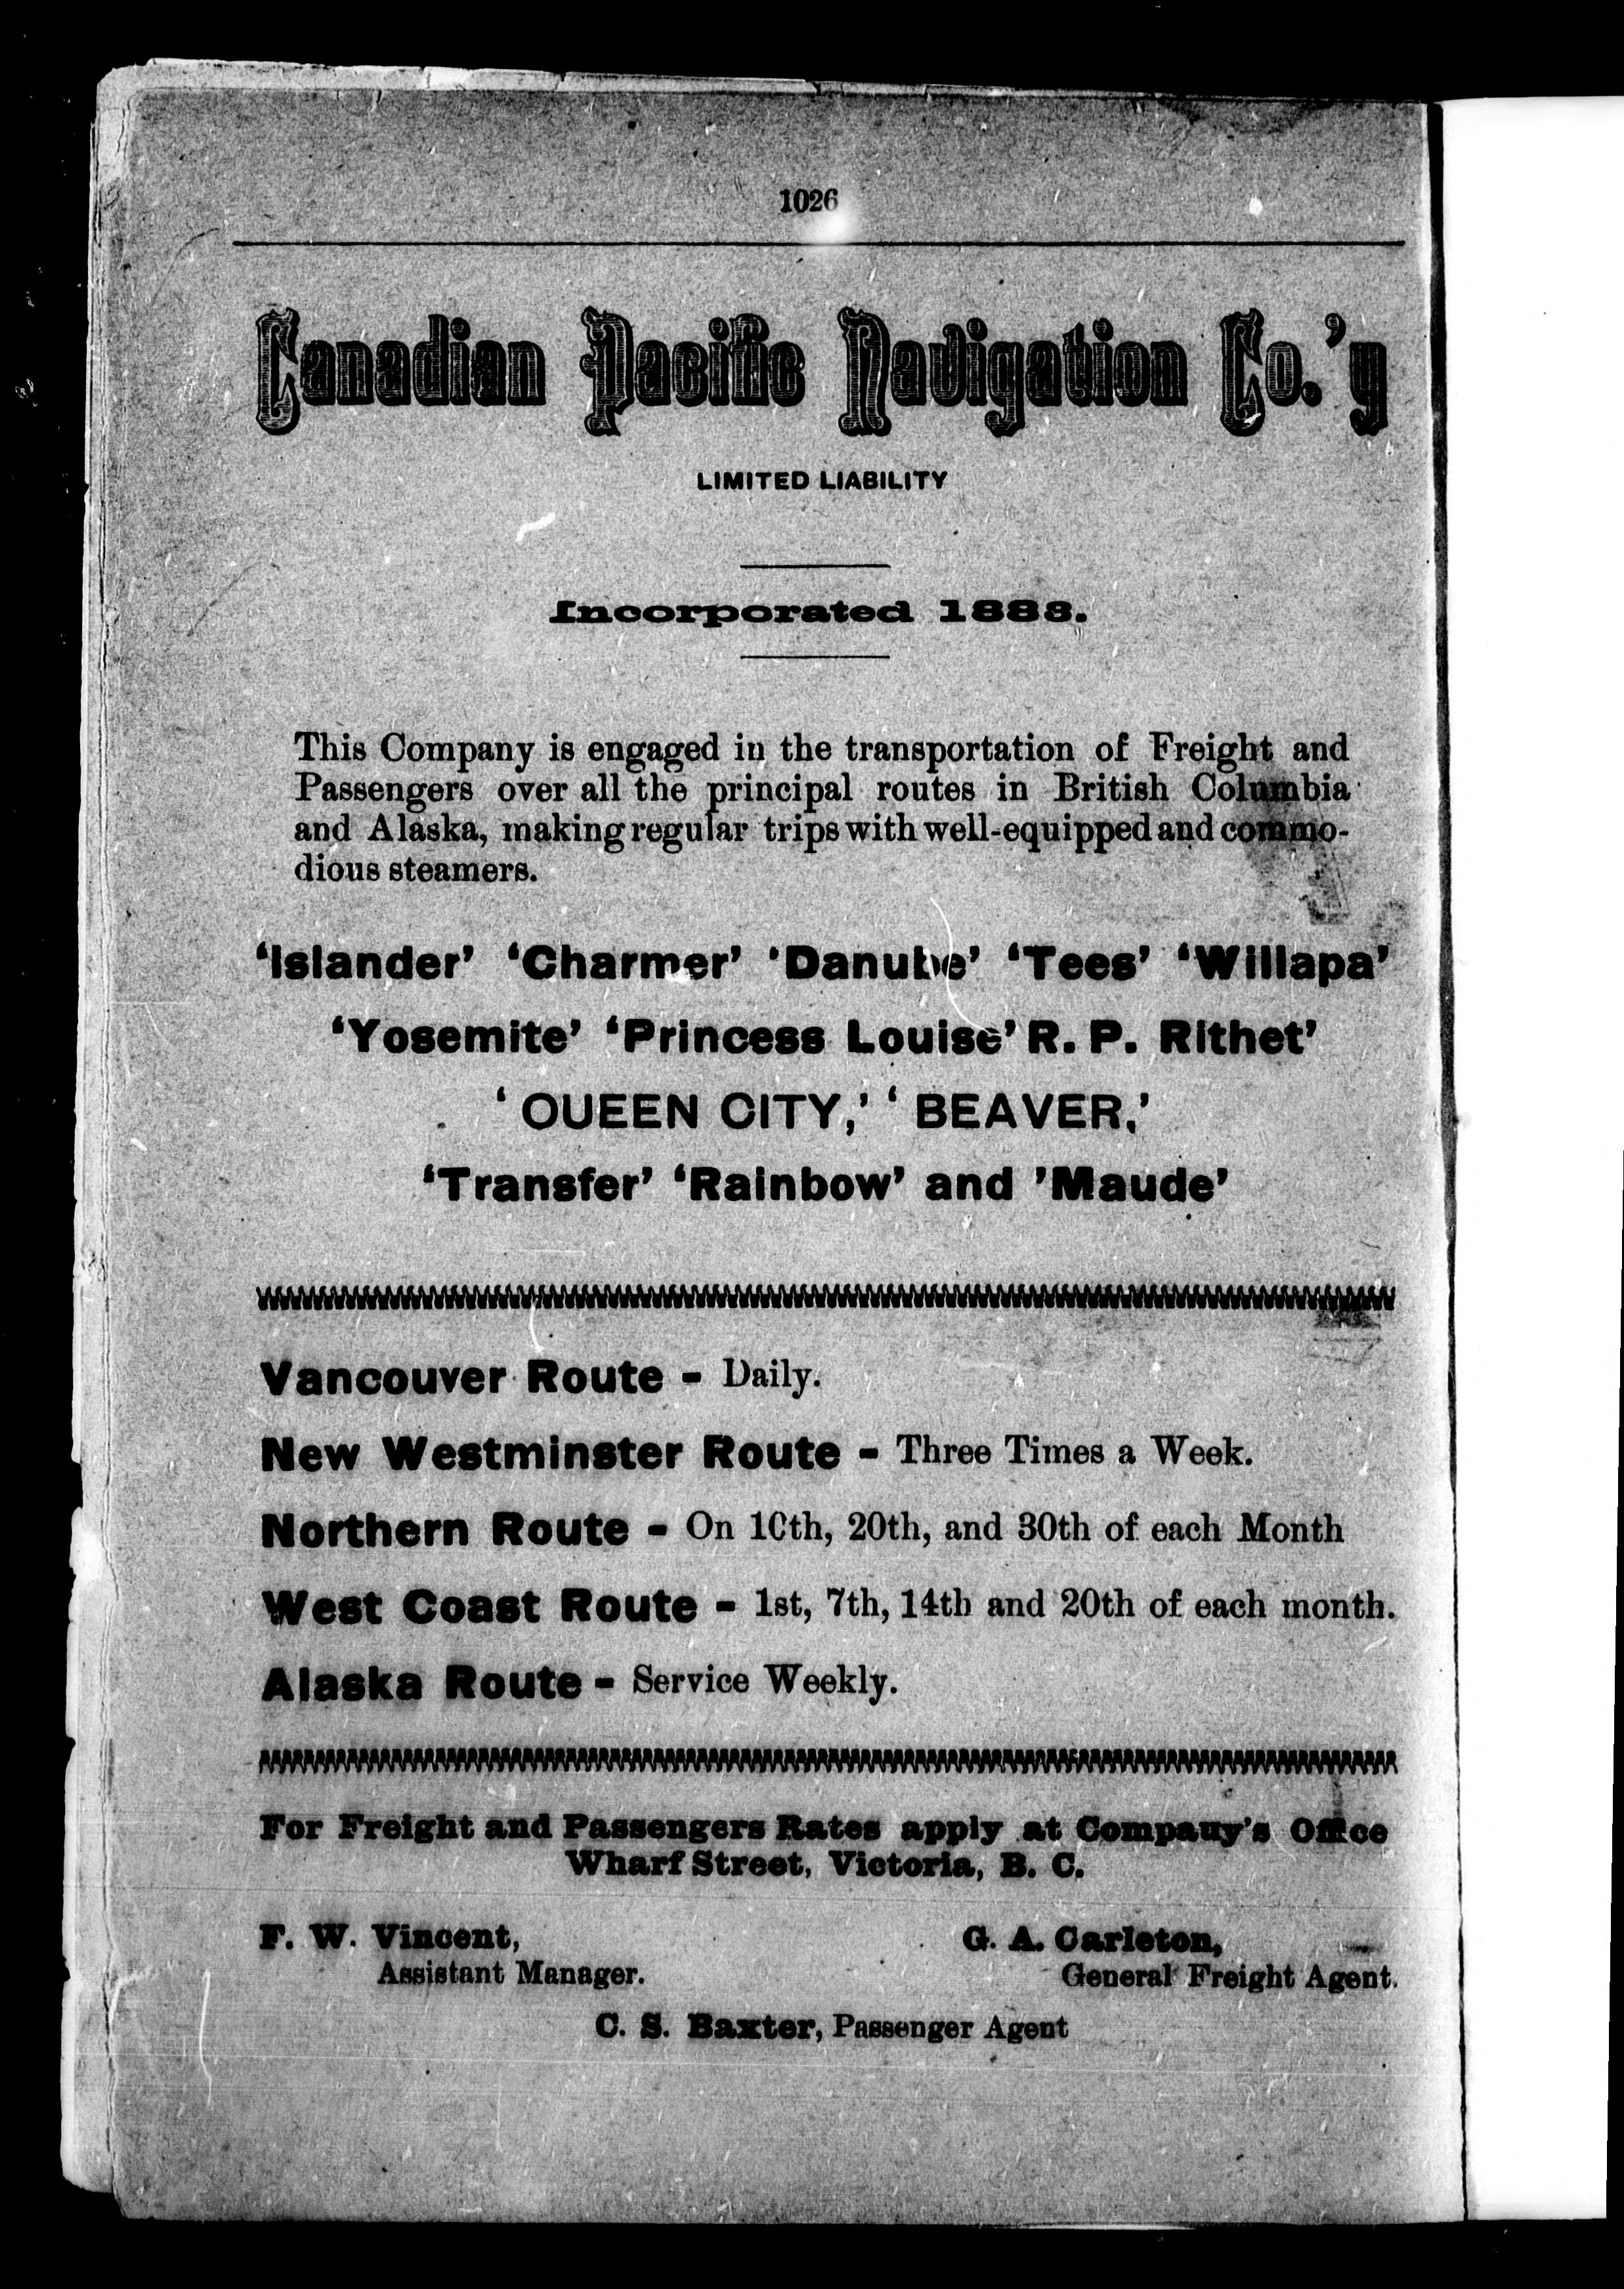 1026
Canadian Pacific Navigation Co.'y
LIMITED LIABILITY
Incorporated 1883.
This Company is engaged in the transportation of Freight and
Passengers over all the principal routes in British Columbia
and Alaska, making regular trips with well-equipped and commo-
dious steamers.
'Islander' 'Charmer' 'Danube' 'Tees' 'Willapa'
'Yosemite' 'Princess Louise' R. P. Rithet'
'OUEEN CITY,' 'BEAVER,'
'Transfer' 'Rainbow' and 'Maude'
Vancouver Route - Daily.
New Westminster Route - Three Times a Week.
Northern Route - On 10th, 20th, and 30th of each Month
West Coast Route - 1st, 7th, 14th and 20th of each month.
Alaska Route - Service Weekly.
For Freight and Passengers Rates apply at Company's Office
Wharf Street, Victoria, B. C.
F. W. Vincent,
Assistant Manager.
G. A. Carleton,
General Freight Agent.
C. S. Baxter, Passenger Agent